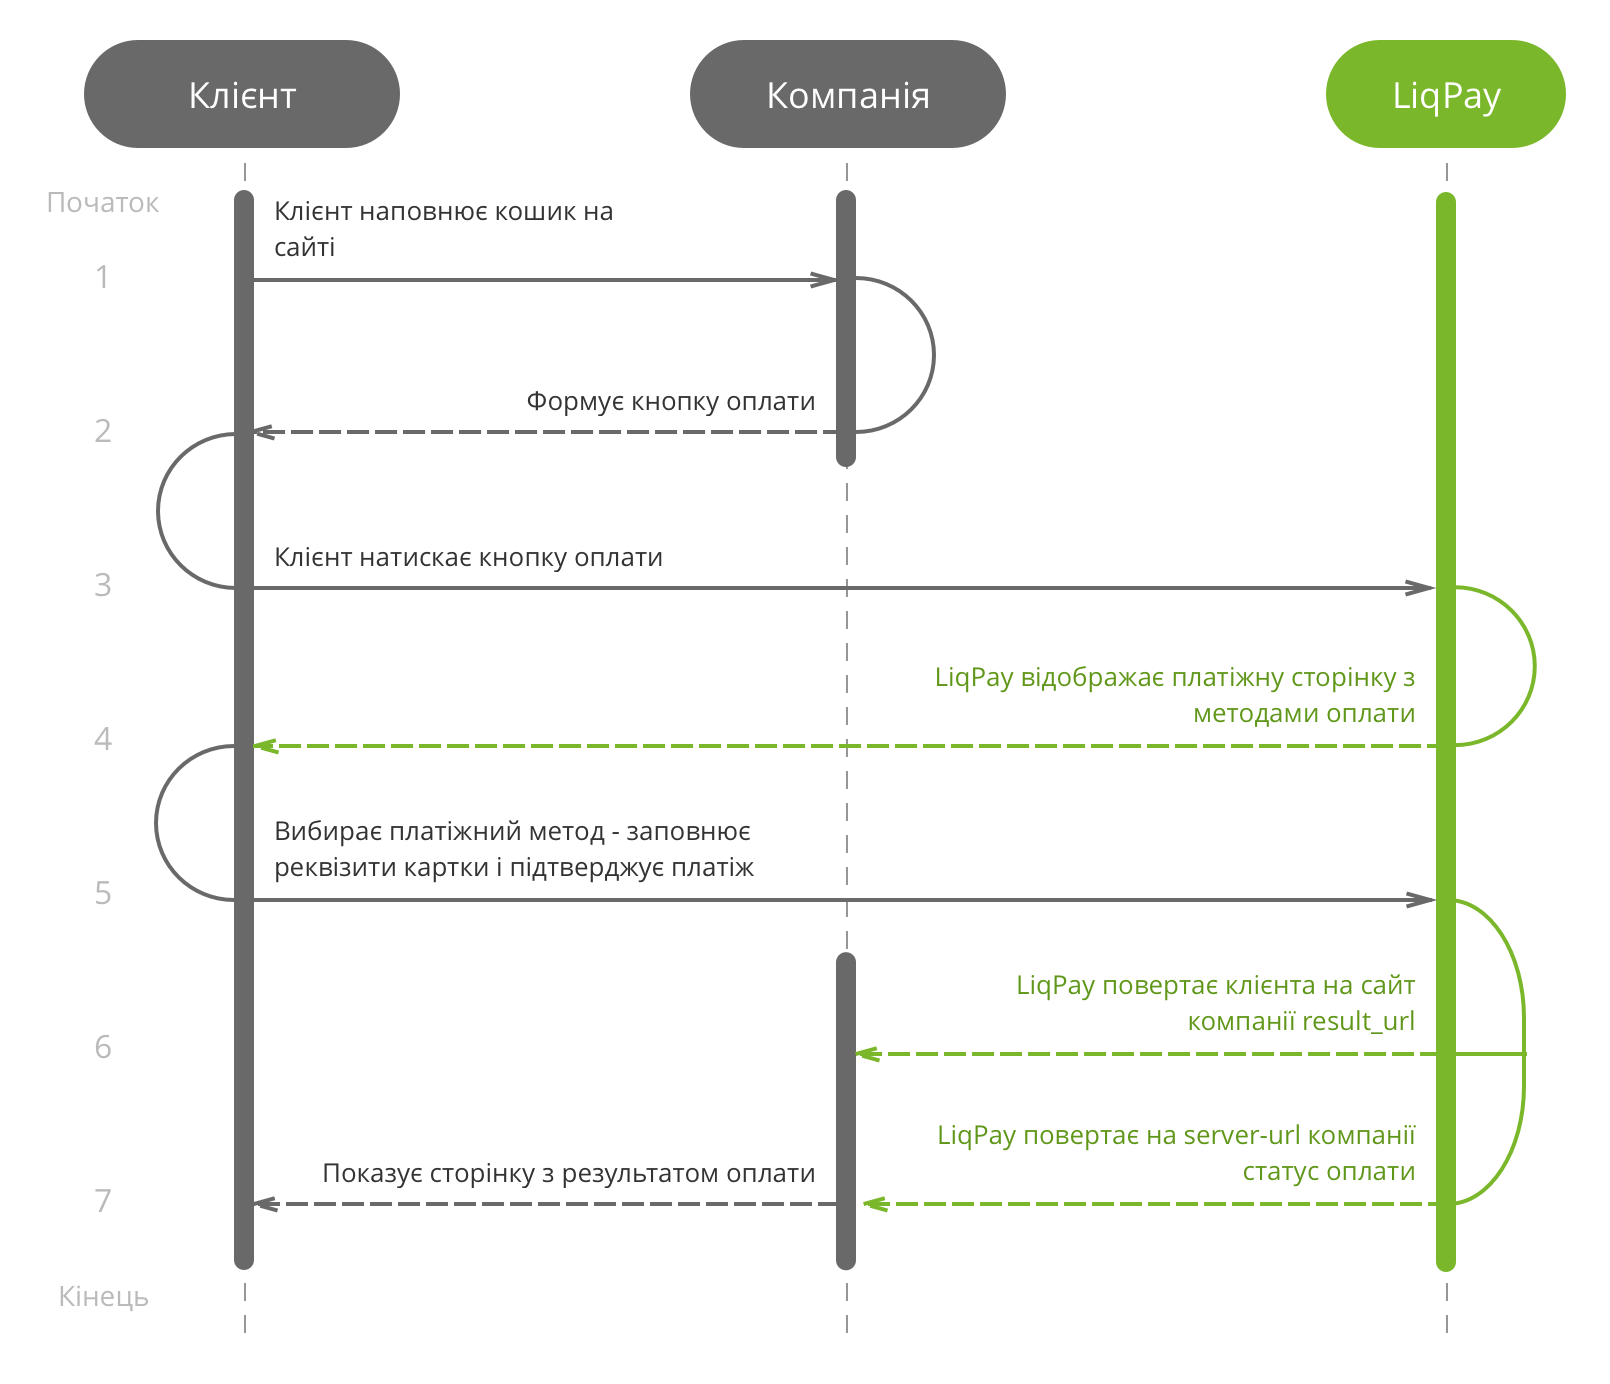 Клієнт
Компанія
LiqPay
Початок
Клієнт наповнює кошик на
сайті
1
Формує кнопку оплати
2
Клієнт натискає кнопку оплати
3
LiqPay відображає платіжну сторінку з
методами оплати
4
Вибирає платіжний метод - заповнює
реквізити картки і підтверджує платіж
5
LiqPay повертає клієнта на сайт
компанії result_url
6
LiqPay повертає на server-url компанії
статус оплати
Показує сторінку з результатом оплати
7
Кінець